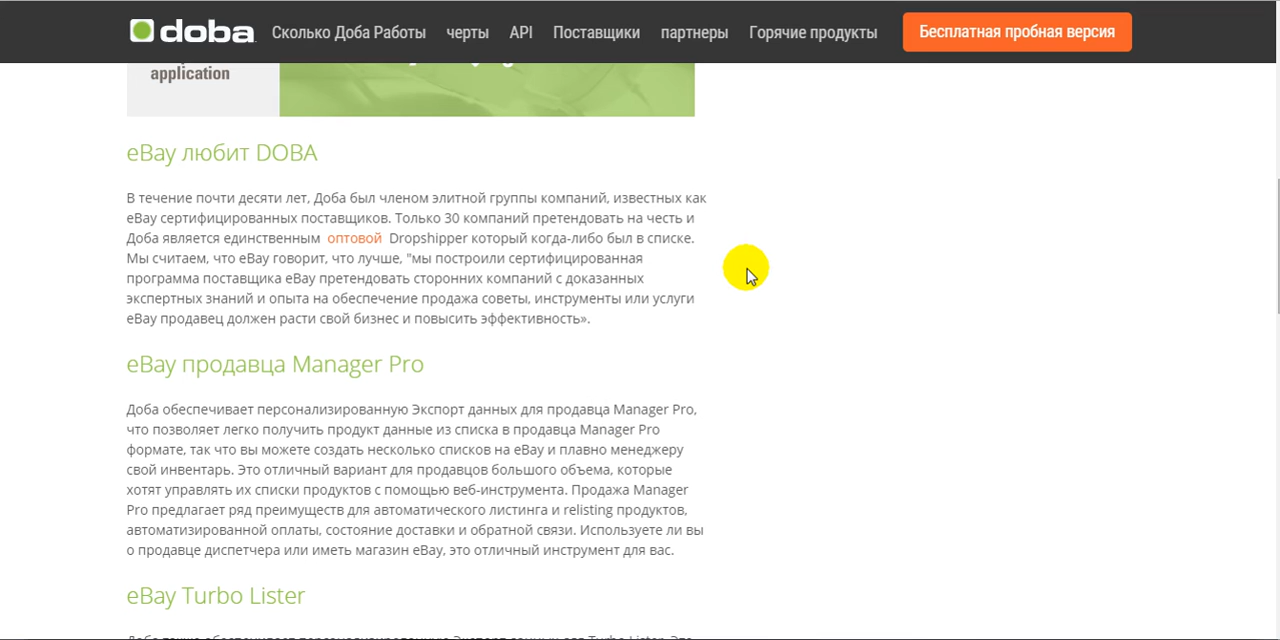 doba Сколько Доба Работы черты API Поставщики партнеры Горячие продукты Бесплатная пробная версия
application
eBay любит DOBA
В течение почти десяти лет, Доба был членом элитной группы компаний, известных как
eBay сертифицированных поставщиков. Только 30 компаний претендовать на честь и
Доба является единственным оптовой Dropshipper который когда-либо был в списке.
Мы считаем, что eBay говорит, что лучше, "мы построили сертифицированная
программа поставщика eBay претендовать сторонних компаний с доказанных
экспертных знаний и опыта на обеспечение продажа советы, инструменты или услуги
eBay продавец должен расти свой бизнес и повысить эффективность».
eBay продавца Manager Pro
Доба обеспечивает персонализированную Экспорт данных для продавца Manager Pro,
что позволяет легко получить продукт данные из списка в продавца Manager Pro
формате, так что вы можете создать несколько списков на eBay и плавно менеджеру
свой инвентарь. Это отличный вариант для продавцов большого объема, которые
хотят управлять их списки продуктов с помощью веб-инструмента. Продажа Manager
Pro предлагает ряд преимуществ для автоматического листинга и relisting продуктов,
автоматизированной оплаты, состояние доставки и обратной связи. Используете ли вы
о продавце диспетчера или иметь магазин eBay, это отличный инструмент для вас.
eBay Turbo Lister